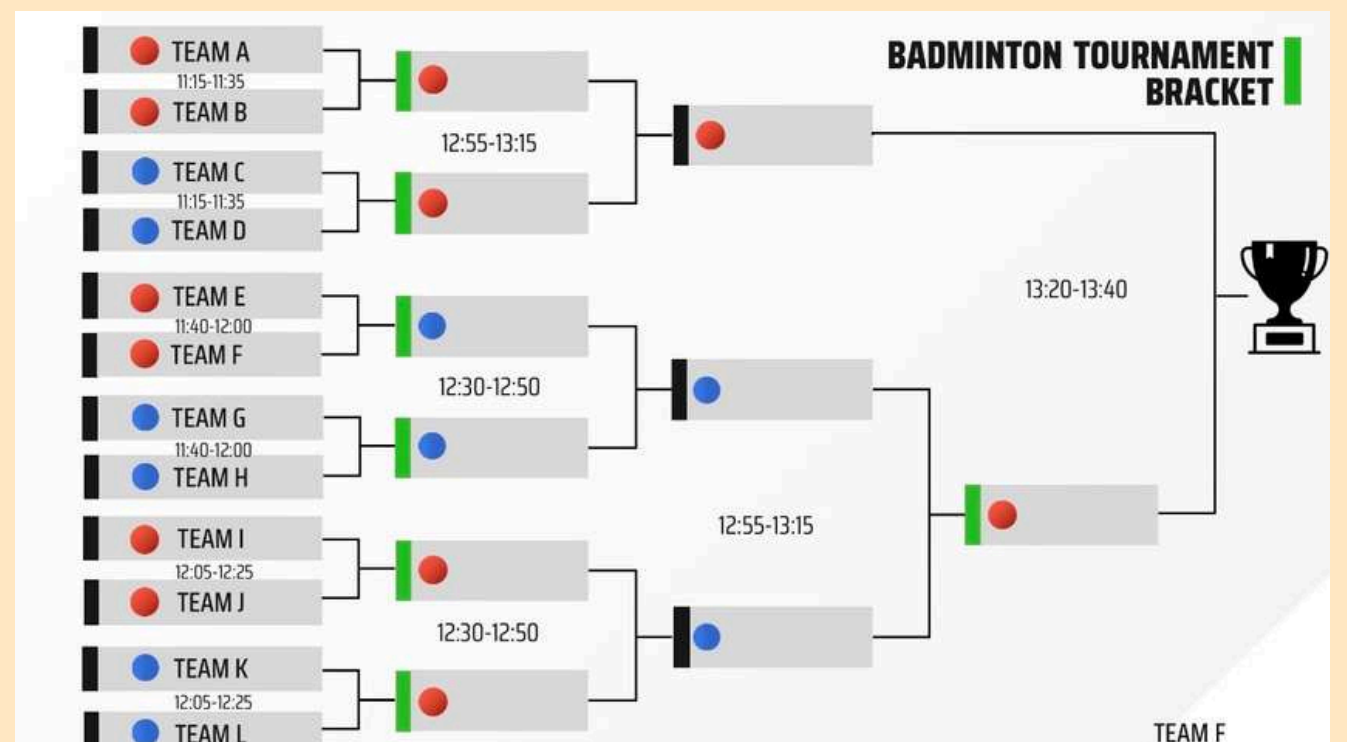 BADMINTON TOURNAMENT
BRACKET
TEAM A
11:15-11:35
TEAM B
12:55-13:15
TEAM C
11:15-11:35
TEAM D
TEAM E
11:40-12:00
TEAM F
12:30-12:50
TEAM G
11:40-12:00
TEAM H
TEAM I
12:05-12:25
TEAM J
12:30-12:50
TEAM K
12:05-12:25
TEAM L
12:55-13:15
13:20-13:40
TEAM F